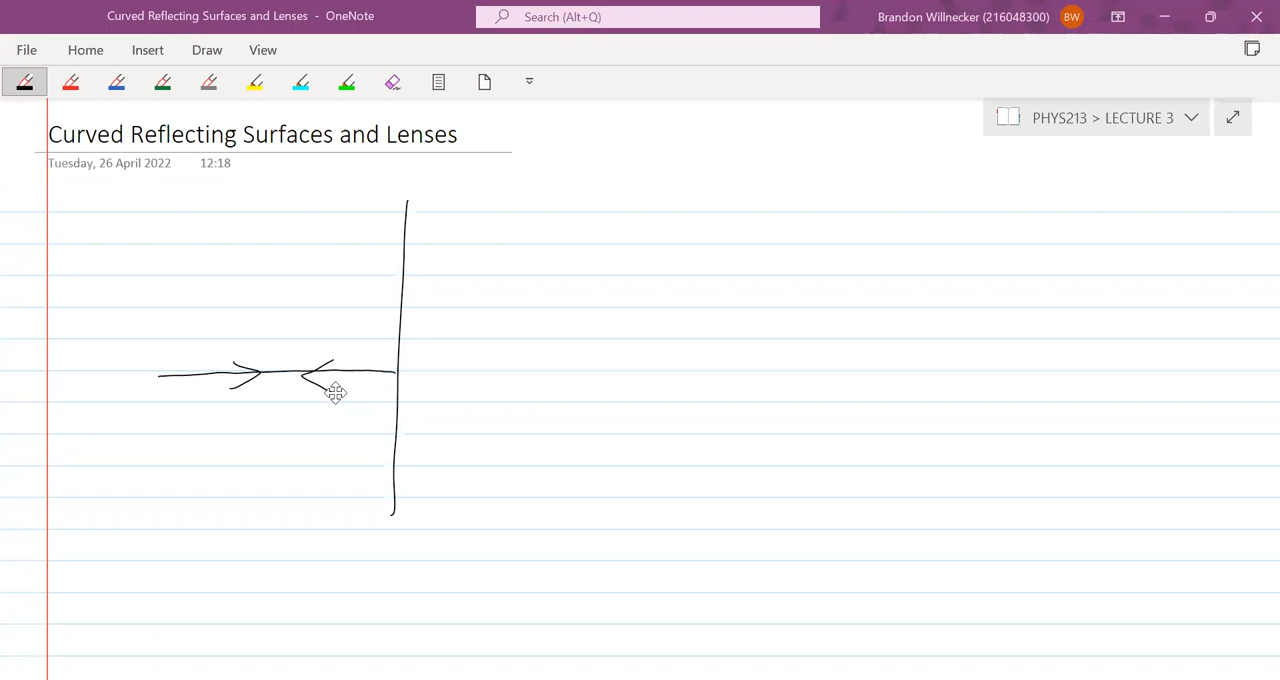 Curved Reflecting Surfaces and Lenses - OneNote
Search (Alt+Q)
Brandon Willnecker (216048300)
BW
File Home Insert Draw View
PHYS213 > LECTURE 3
Curved Reflecting Surfaces and Lenses
Tuesday, 26 April 2022 12:18